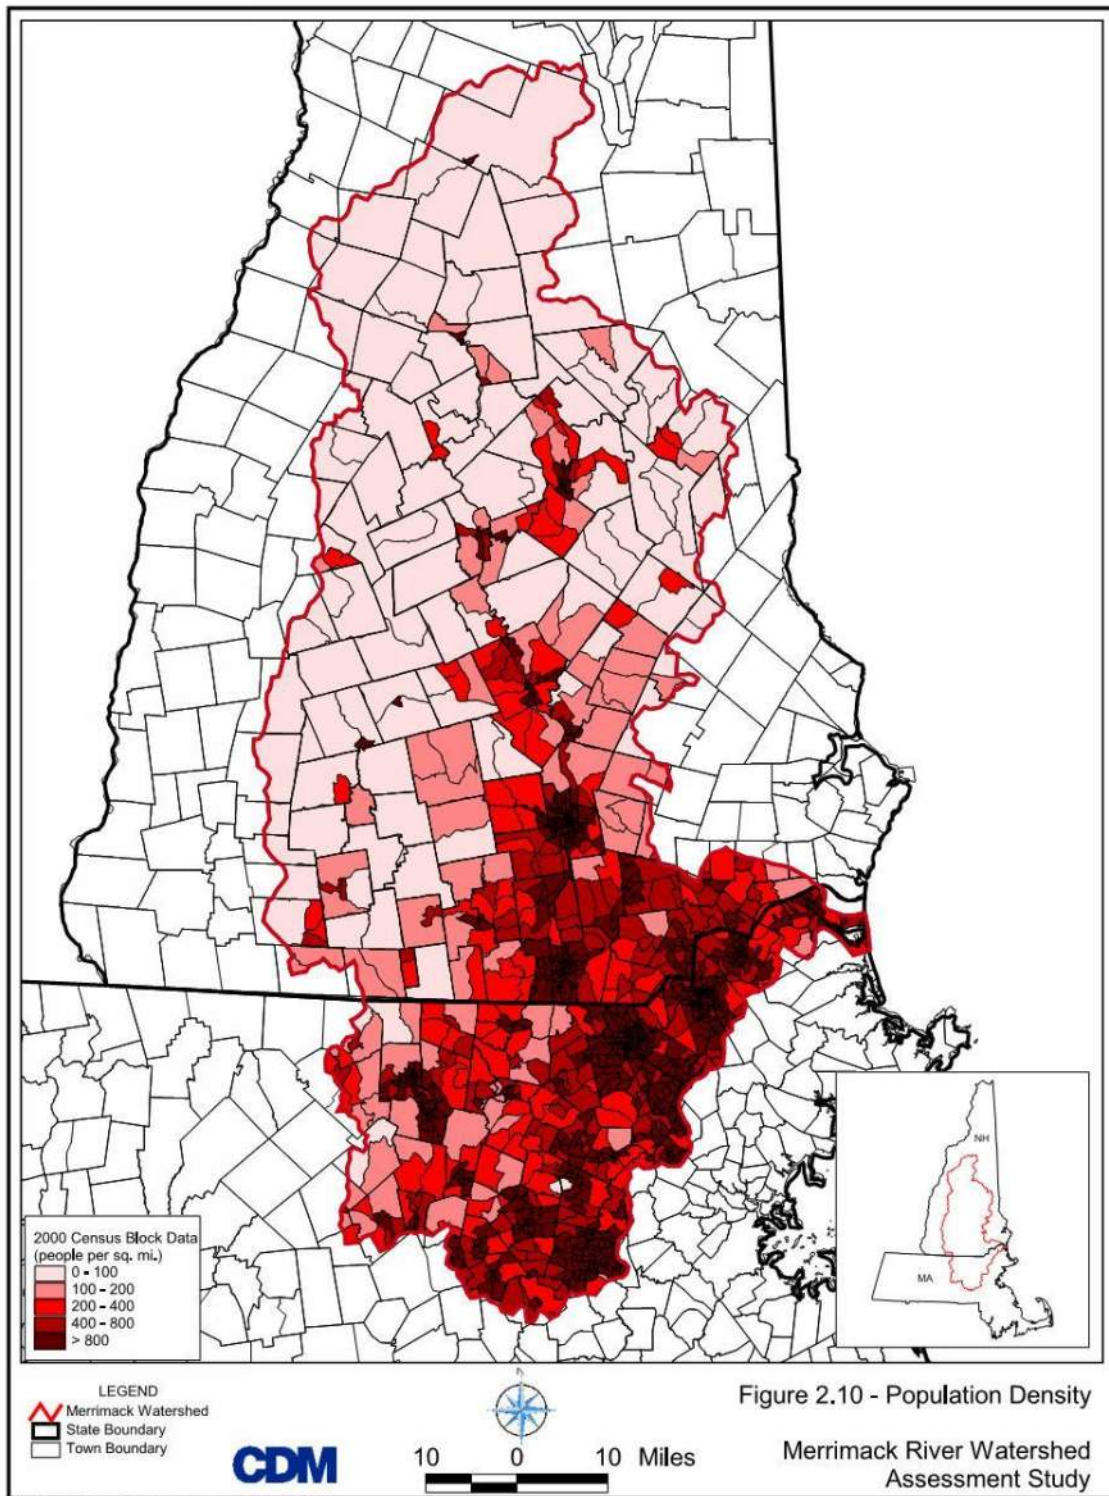 NH
MA
2000 Census Block Data
(people per sq. mi.)
0 - 100
100 - 200
200 - 400
400 - 800
> 800
LEGEND
Merrimack Watershed
State Boundary
Town Boundary
CDM
N
10 0 10 Miles
Figure 2.10 - Population Density
Merrimack River Watershed
Assessment Study